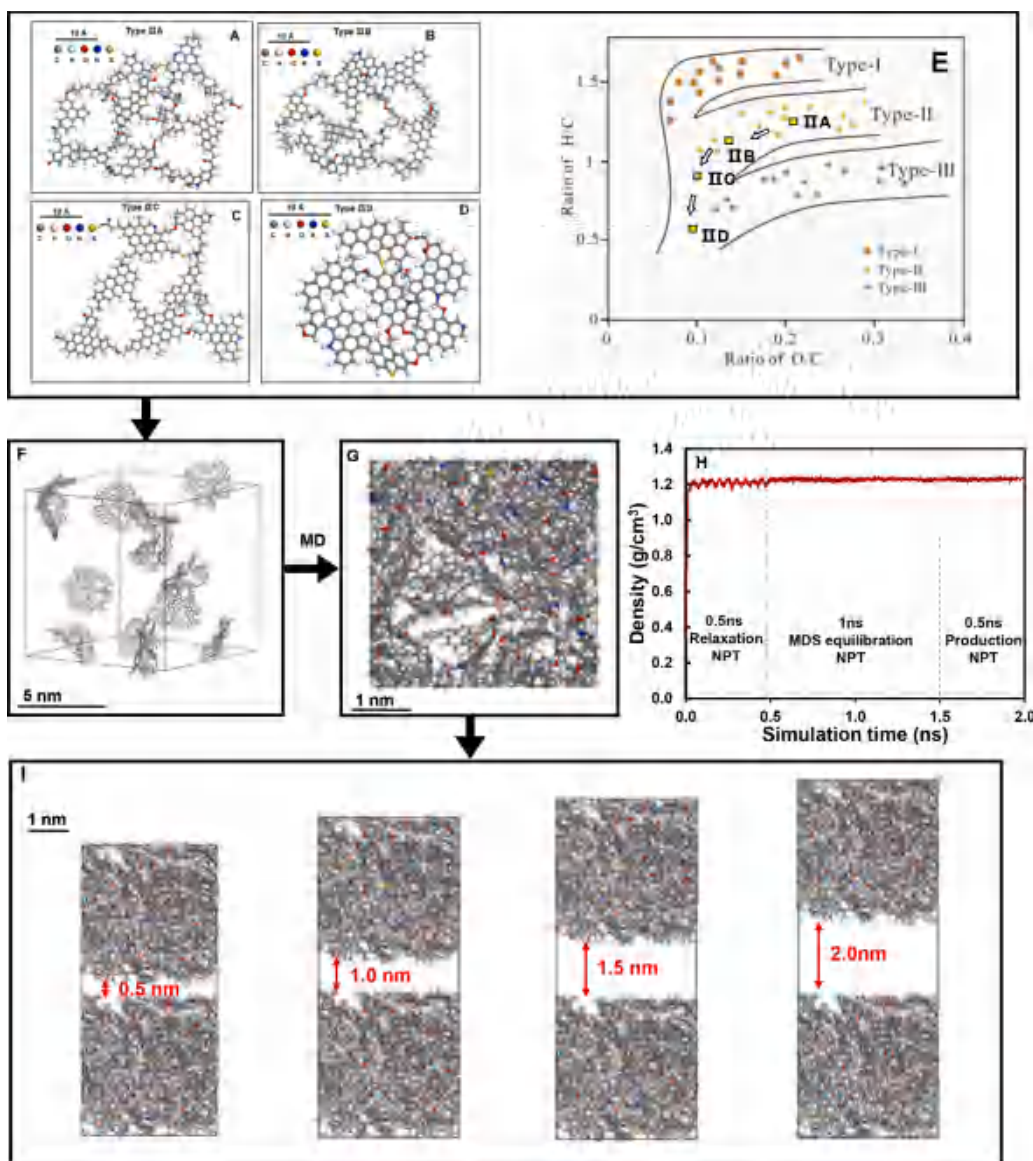 10 Å Type IIA A
C H O N S
10 Å Type IIB B
C H O N S
10 Å Type IIC
C
C H O N S
10 Å Type IID D
C H O N S
E
Ratio of H/C
1.5
1
0.5
0
Type-I
Type-II
Type-III
IIA
IIB
IIC
IID
Type-I
Type-II
Type-III
0.1 0.2 0.3 0.4
Ratio of O/C
F
5 nm
MD
G
1 nm
H
Density (g/cm³)
1.4
1.2
1.0
0.8
0.6
0.4
0.2
0.0
0.5ns
Relaxation
NPT
1ns
MDS equilibration
NPT
0.5ns
Production
NPT
0.0 0.5 1.0 1.5 2.0
Simulation time (ns)
I
1 nm
0.5 nm
1.0 nm
1.5 nm
2.0nm